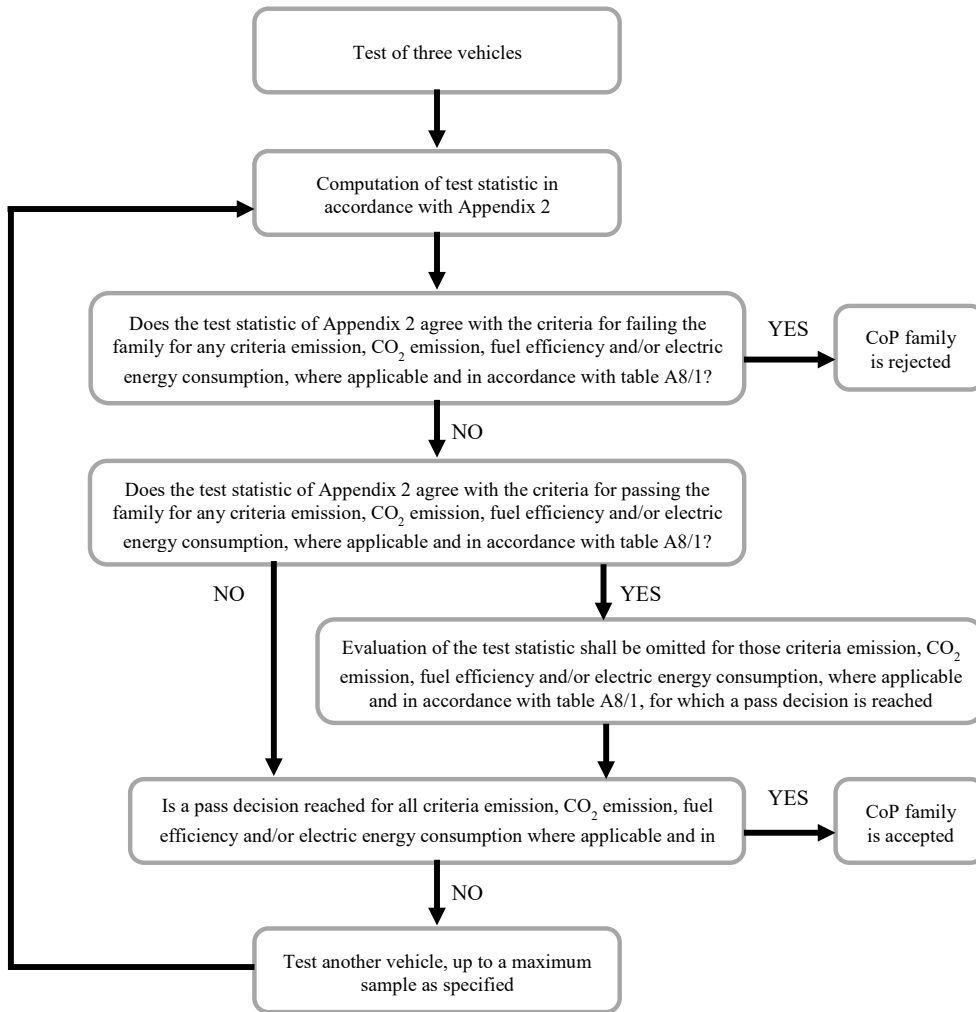 Test of three vehicles
Computation of test statistic in
accordance with Appendix 2
Does the test statistic of Appendix 2 agree with the criteria for failing the
family for any criteria emission, CO2 emission, fuel efficiency and/or electric
energy consumption, where applicable and in accordance with table A8/1?
YES
CoP family
is rejected
NO
Does the test statistic of Appendix 2 agree with the criteria for passing the
family for any criteria emission, CO2 emission, fuel efficiency and/or electric
energy consumption, where applicable and in accordance with table A8/1?
NO
YES
Evaluation of the test statistic shall be omitted for those criteria emission, CO2
emission, fuel efficiency and/or electric energy consumption, where applicable
and in accordance with table A8/1, for which a pass decision is reached
Is a pass decision reached for all criteria emission, CO2 emission, fuel
efficiency and/or electric energy consumption where applicable and in
YES
CoP family
is accepted
NO
Test another vehicle, up to a maximum
sample as specified